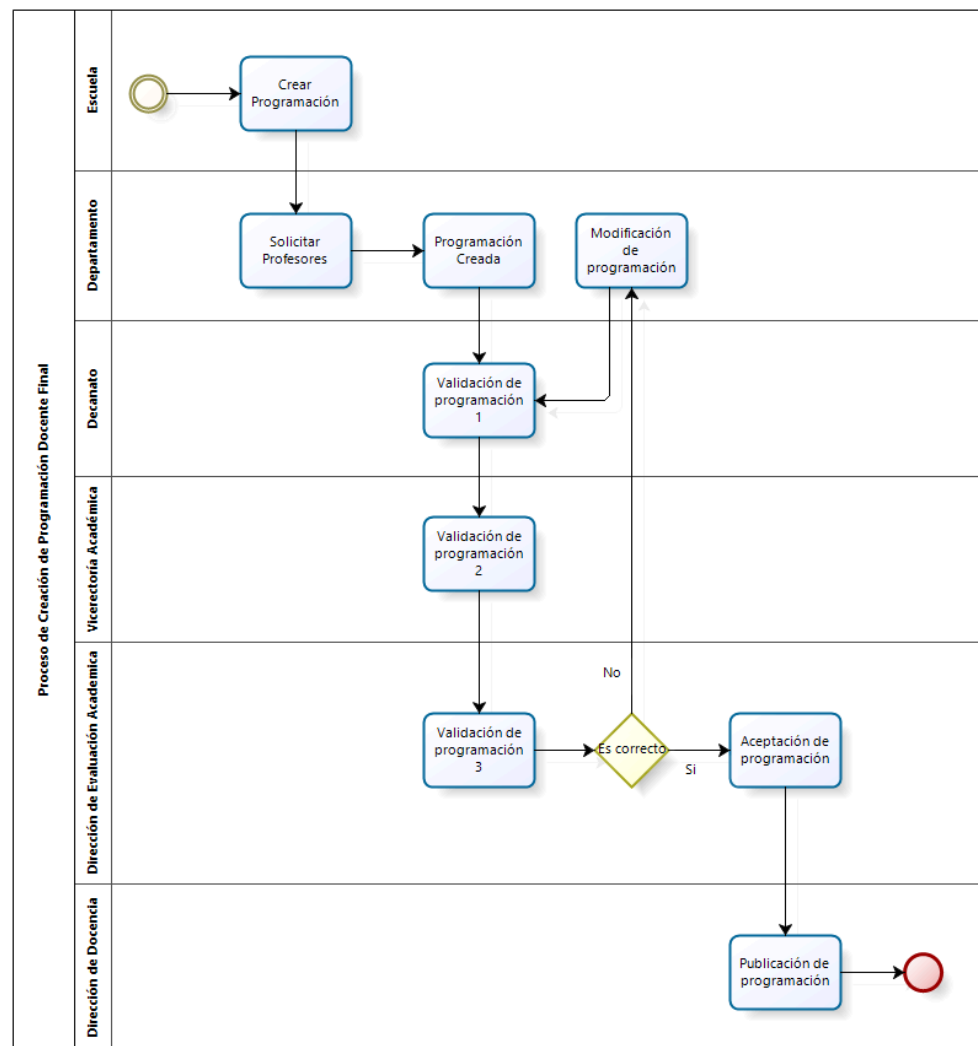 Proceso de Creación de Programación Docente Final
Escuela
Crear
Programación
Departamento
Solicitar
Profesores
Programación
Creada
Modificación
de
programación
Decanato
Validación de
programación
1
Vicerectoría Académica
Validación de
programación
2
Dirección de Evaluación Academica
Validación de
programación
3
Es correcto
No
Si
Aceptación de
programación
Dirección de Docencia
Publicación de
programación